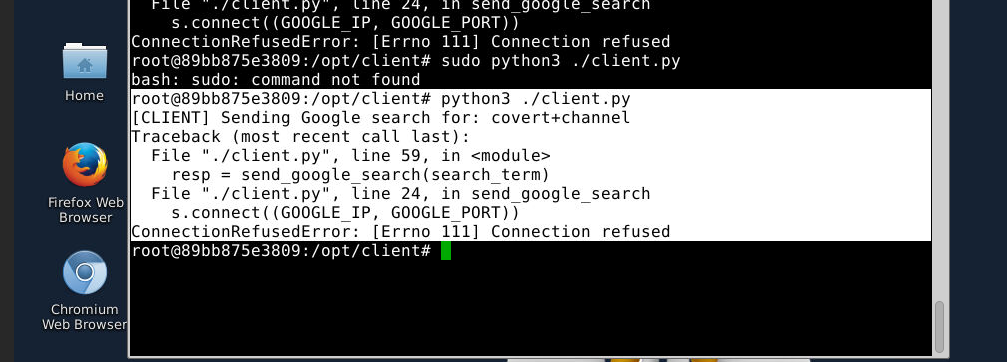 File "./client.py", line 24, in send_google_search
s.connect((GOOGLE_IP, GOOGLE_PORT))
ConnectionRefusedError: [Errno 111] Connection refused
root@89bb875e3809:/opt/client# sudo python3 ./client.py
bash: sudo: command not found
root@89bb875e3809:/opt/client# python3 ./client.py
[CLIENT] Sending Google search for: covert+channel
Traceback (most recent call last):
File "./client.py", line 59, in <module>
resp = send_google_search(search_term)
File "./client.py", line 24, in send_google_search
s.connect((GOOGLE_IP, GOOGLE_PORT))
ConnectionRefusedError: [Errno 111] Connection refused
root@89bb875e3809:/opt/client#
Home
Firefox Web
Browser
Chromium
Web Browser